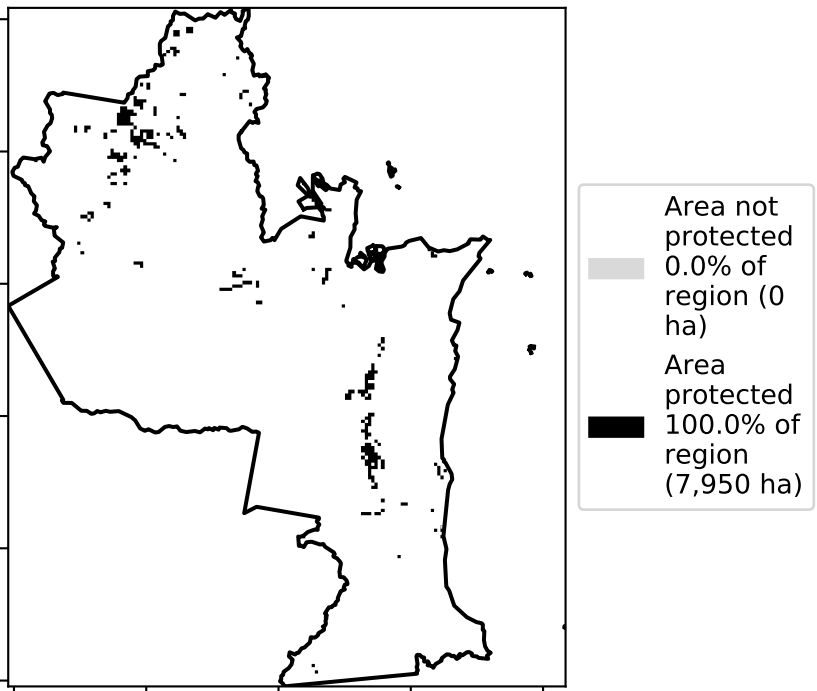 Area not
protected
0.0% of
region (0
ha)
Area
protected
100.0% of
region
(7,950 ha)